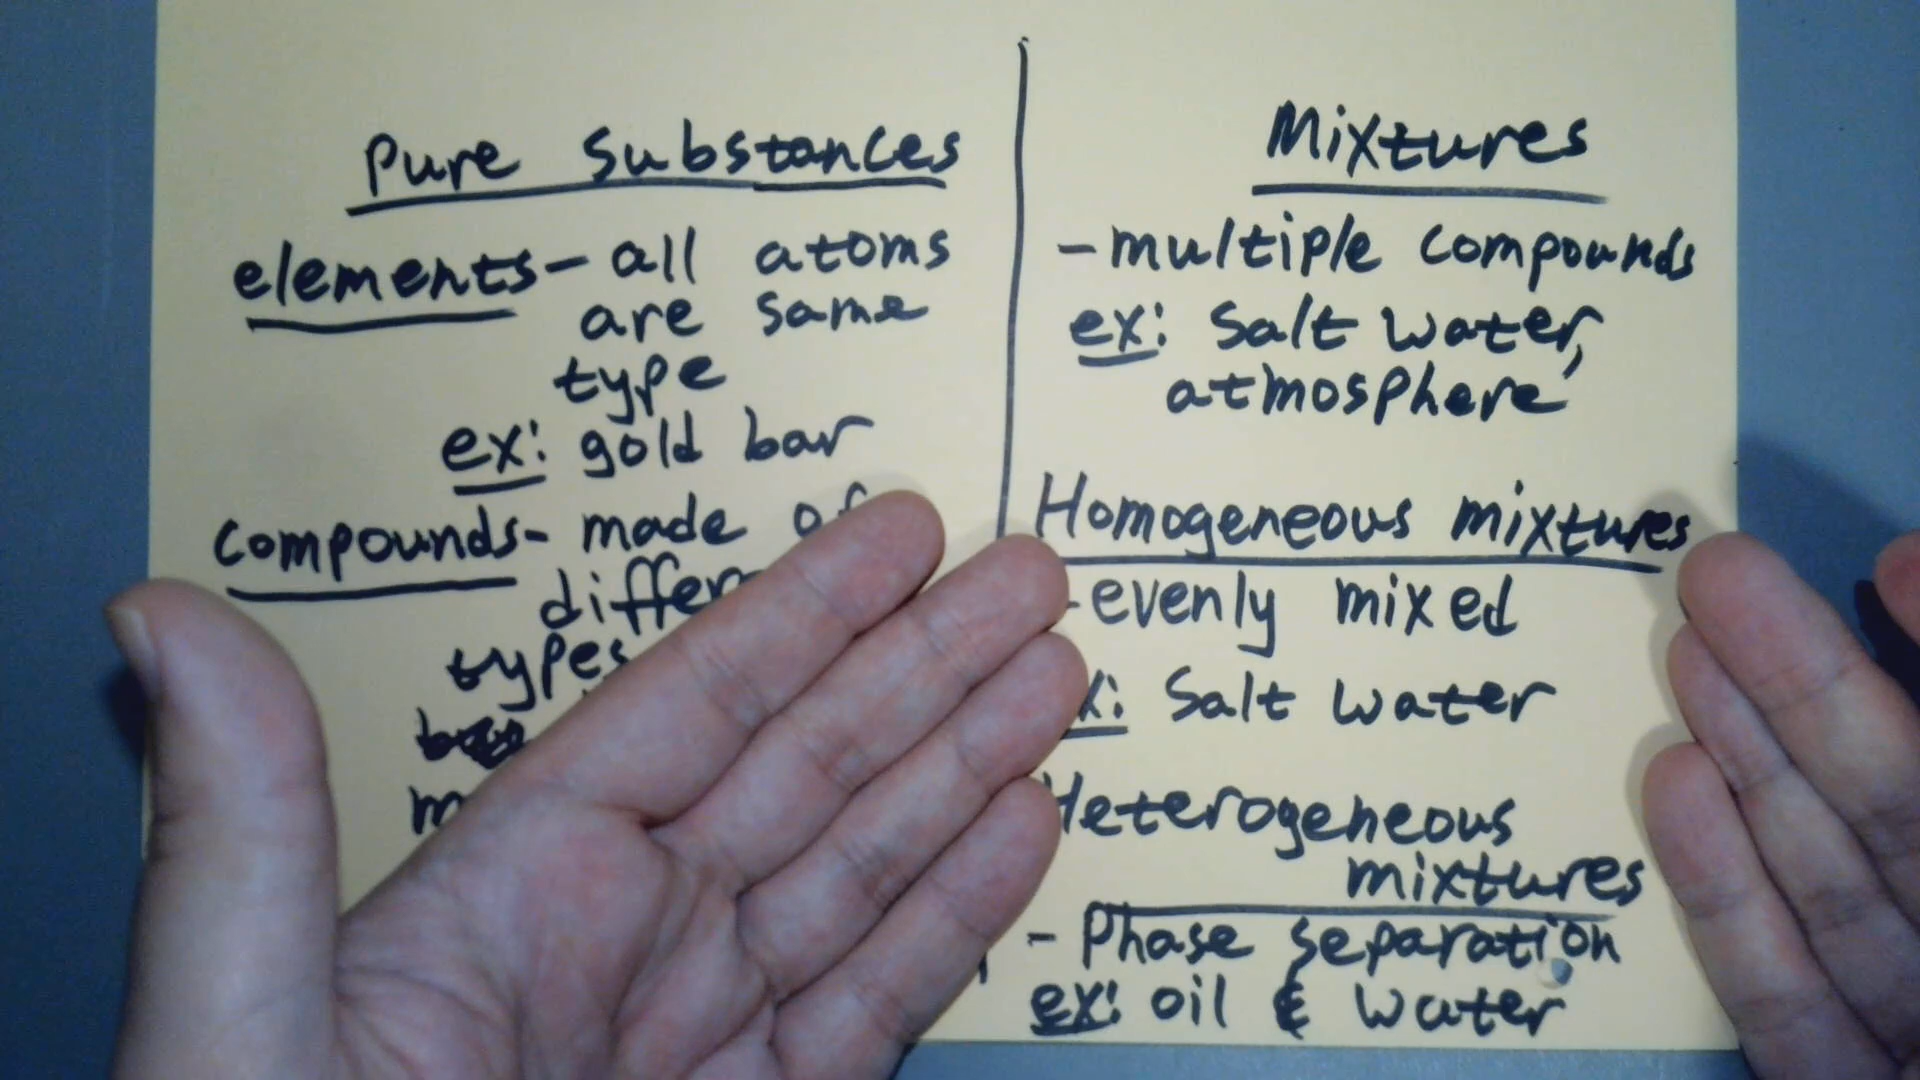 Pure Substances
elements - all atoms
are same
type
ex: gold bar
compounds - made of
types
Mixtures
- multiple compounds
ex: Salt water,
atmosphere
Homogeneous mixtures
- evenly mixed
Salt water
Heterogeneous
mixtures
- Phase separation
ex: oil & water